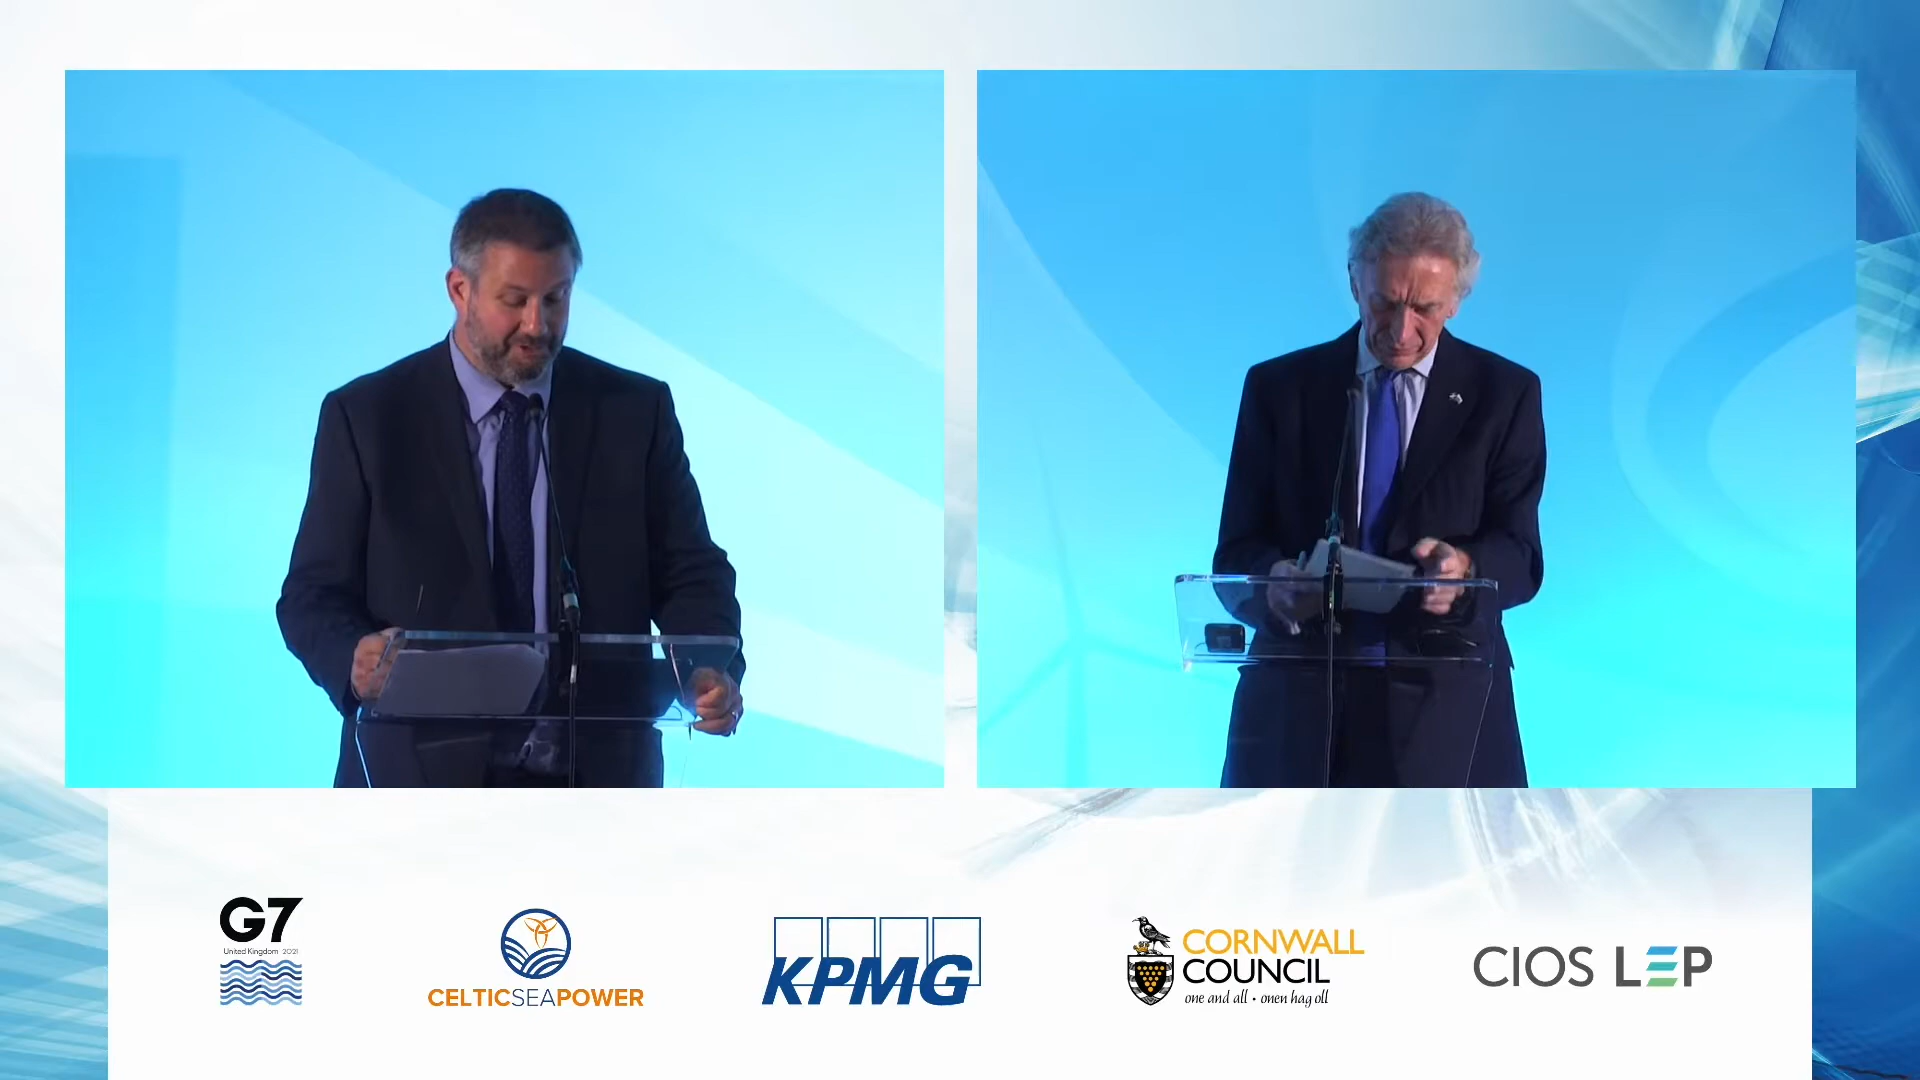 G7
United Kingdom 2021
CELTICSEAPOWER
KPMG
CORNWALL
COUNCIL
one and all • onen hag oll
CIOS LEP